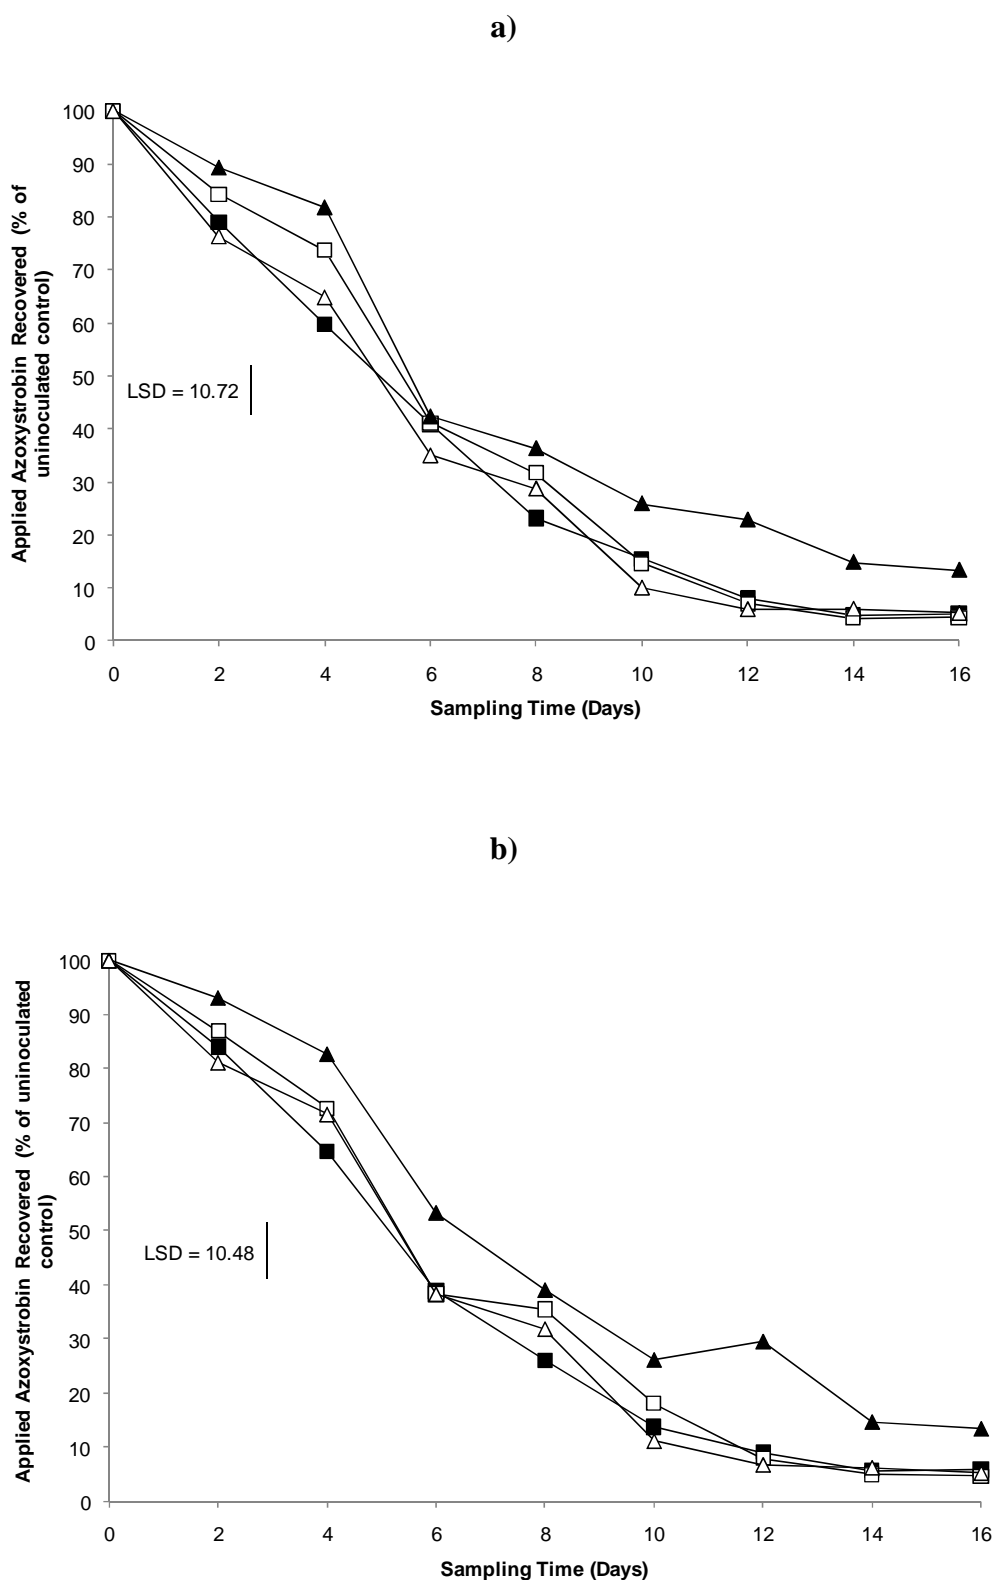 a)
Applied Azoxystrobin Recovered (% of
uninoculated control)
100
90
80
70
60
50
40
30
20
10
0
LSD = 10.72
0 2 4 6 8 10 12 14 16
Sampling Time (Days)
b)
Applied Azoxystrobin Recovered (% of uninoculated
control)
100
90
80
70
60
50
40
30
20
10
0
LSD = 10.48
0 2 4 6 8 10 12 14 16
Sampling Time (Days)